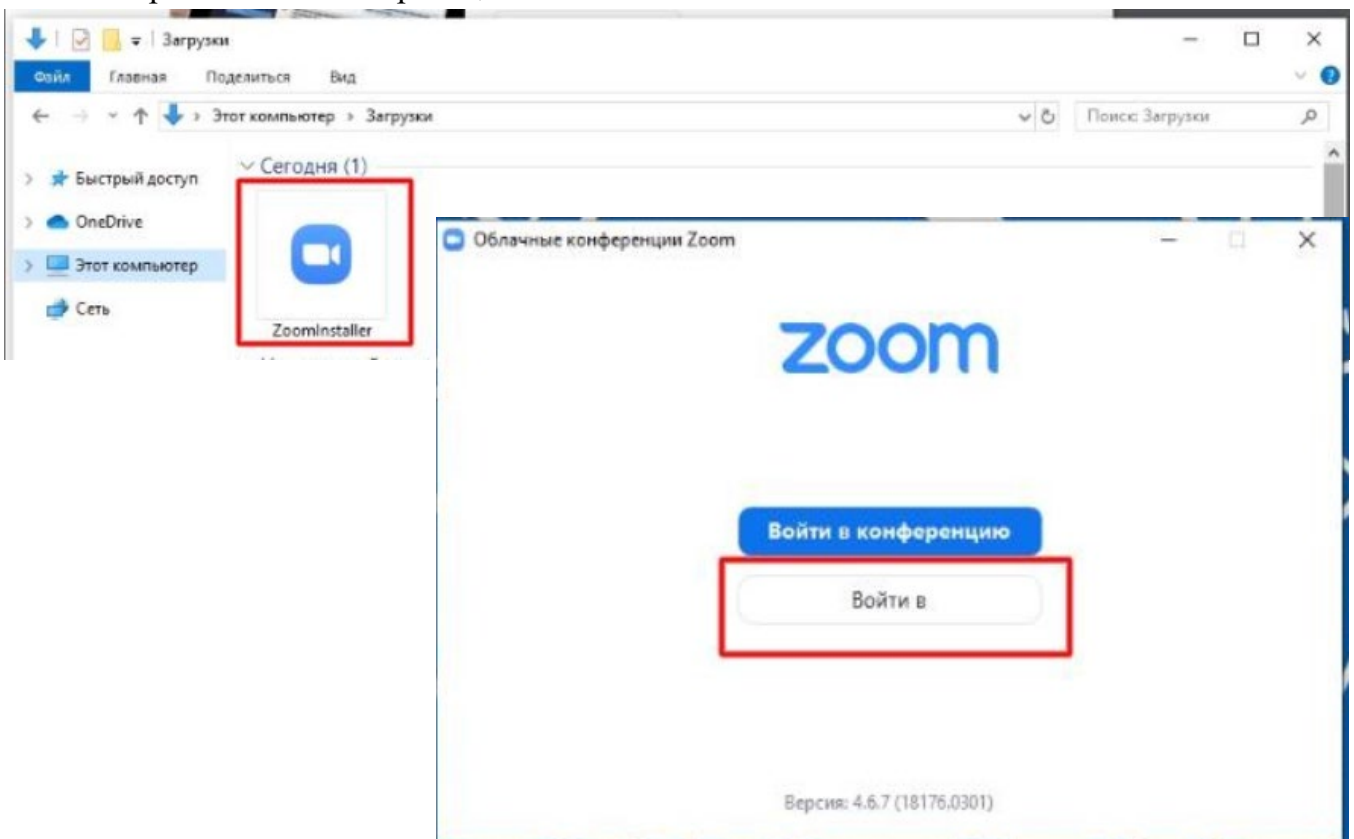 Загрузки
Файл Главная Поделиться Вид
Этот компьютер › Загрузки Поиск: Загрузки
Быстрый доступ
OneDrive
Этот компьютер
Сеть
Сегодня (1)
ZoomInstaller
Облачные конференции Zoom
zoom
Войти в конференцию
Войти в
Версия: 4.6.7 (18176.0301)